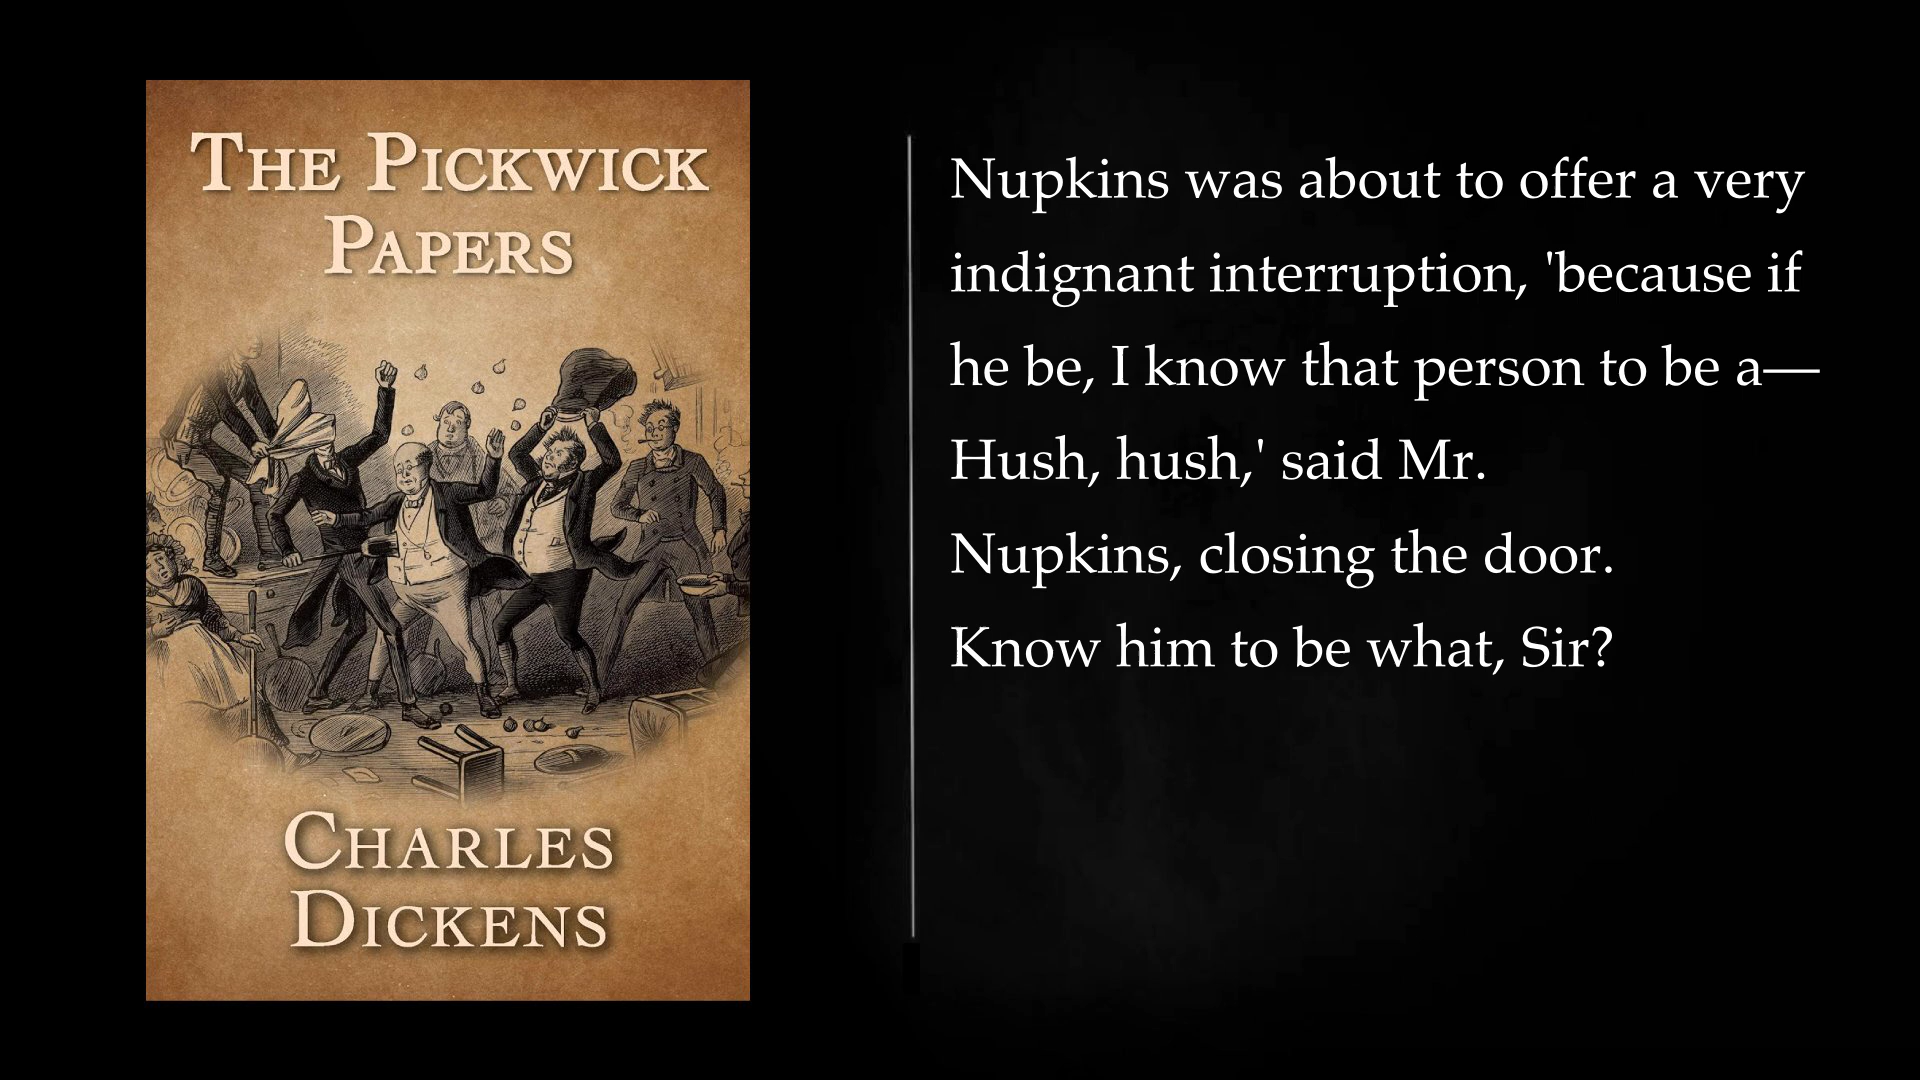 The Pickwick
Papers
Charles
Dickens
Nupkins was about to offer a very
indignant interruption, 'because if
he be, I know that person to be a—
Hush, hush,' said Mr.
Nupkins, closing the door.
Know him to be what, Sir?